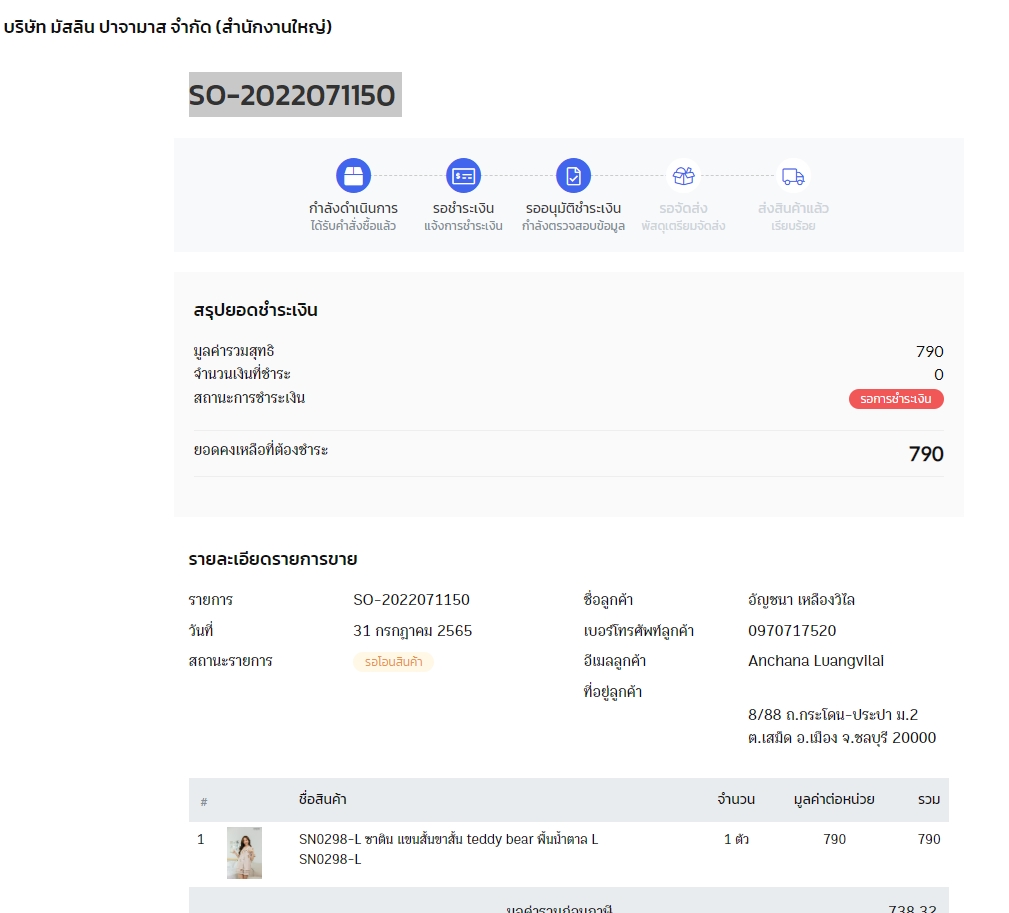 บริษัท มัสลิน ปาจามาส จำกัด (สำนักงานใหญ่)
SO-2022071150
กำลังดำเนินการ รอชำระเงิน รออนุมัติชำระเงิน รอจัดส่ง ส่งสินค้าแล้ว
ได้รับคำสั่งซื้อแล้ว แจ้งการชำระเงิน กำลังตรวจสอบข้อมูล พัสดุเตรียมจัดส่ง เรียบร้อย
สรุปยอดชำระเงิน
มูลค่ารวมสุทธิ 790
จำนวนเงินที่ชำระ 0
สถานะการชำระเงิน รอการชำระเงิน
ยอดคงเหลือที่ต้องชำระ 790
รายละเอียดรายการขาย
รายการ SO-2022071150 ชื่อลูกค้า อัญชนา เหลืองวิไล
วันที่ 31 กรกฎาคม 2565 เบอร์โทรศัพท์ลูกค้า 0970717520
สถานะรายการ รอโอนสินค้า อีเมลลูกค้า Anchana Luangvilai
ที่อยู่ลูกค้า
8/88 ถ.กระโดน-ประปา ม.2
ต.เสม็ด อ.เมือง จ.ชลบุรี 20000
# ชื่อสินค้า จำนวน มูลค่าต่อหน่วย รวม
1 SN0298-L ซาติน แขนสั้นขาสั้น teddy bear พื้นน้ำตาล L 1 ตัว 790 790
SN0298-L
มูลค่ารวมก่อนภาษี 738.32